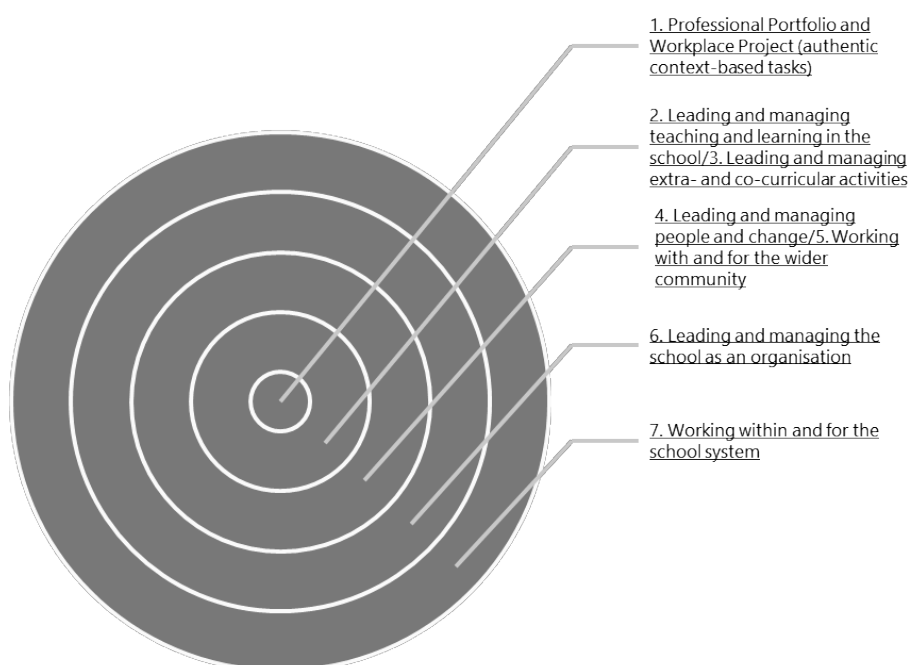 1. Professional Portfolio and
Workplace Project (authentic
context-based tasks)
2. Leading and managing
teaching and learning in the
school/3. Leading and managing
extra- and co-curricular activities
4. Leading and managing
people and change/5. Working
with and for the wider
community
6. Leading and managing the
school as an organisation
7. Working within and for the
school system